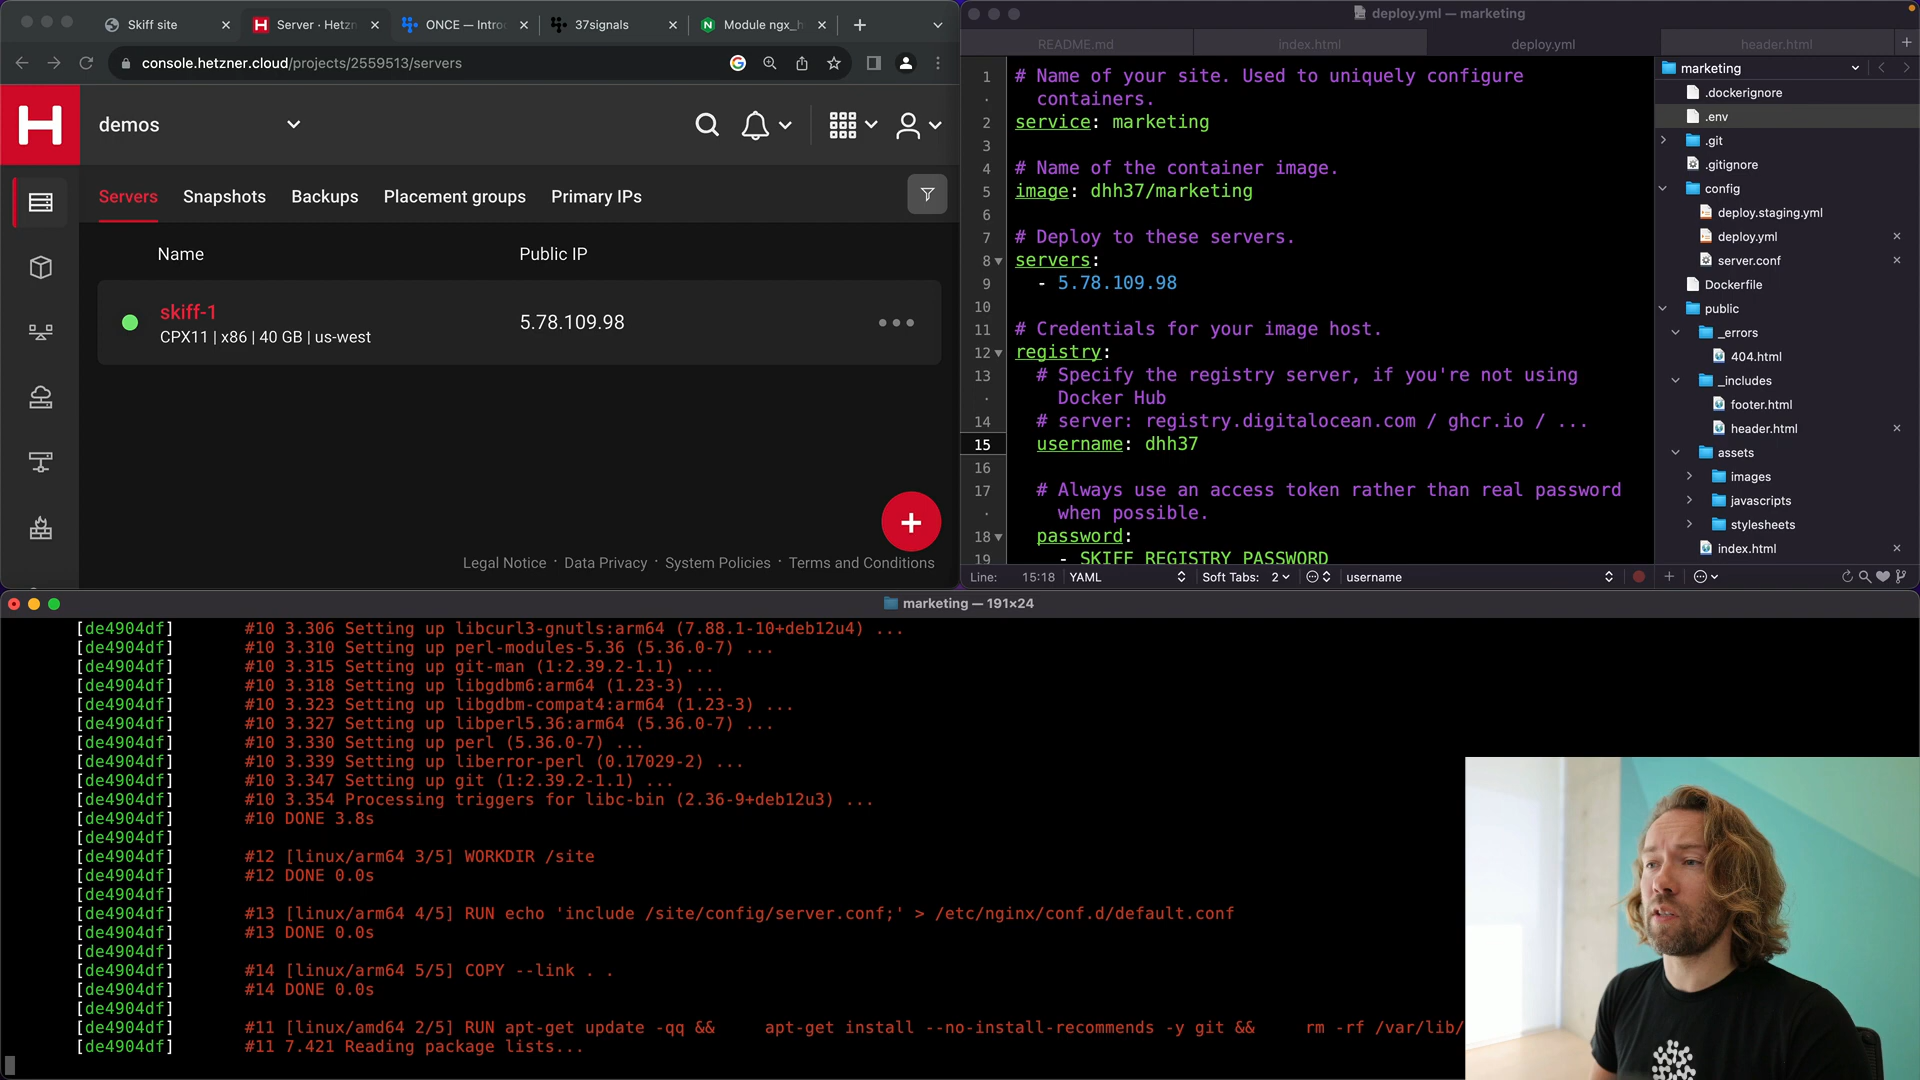 Skiff site
Server · Hetzn
ONCE — Intro
37signals
Module ngx_h
console.hetzner.cloud/projects/2559513/servers
demos
Servers
Snapshots
Backups
Placement groups
Primary IPs
Name
Public IP
skiff-1
CPX11 | x86 | 40 GB | us-west
5.78.109.98
Legal Notice · Data Privacy · System Policies · Terms and Conditions
deploy.yml — marketing
README.md
index.html
deploy.yml
header.html
1 # Name of your site. Used to uniquely configure
· containers.
2 service: marketing
3
4 # Name of the container image.
5 image: dhh37/marketing
6
7 # Deploy to these servers.
8 servers:
9 - 5.78.109.98
10
11 # Credentials for your image host.
12 registry:
13 # Specify the registry server, if you're not using
· Docker Hub
14 # server: registry.digitalocean.com / ghcr.io / ...
15 username: dhh37
16
17 # Always use an access token rather than real password
· when possible.
18 password:
19 - SKIFF_REGISTRY_PASSWORD
Line: 15:18 YAML Soft Tabs: 2 username
marketing
.dockerignore
.env
.git
.gitignore
config
deploy.staging.yml
deploy.yml
server.conf
Dockerfile
public
_errors
404.html
_includes
footer.html
header.html
assets
images
javascripts
stylesheets
index.html
marketing — 191×24
[de4904df] #10 3.306 Setting up libcurl3-gnutls:arm64 (7.88.1-10+deb12u4) ...
[de4904df] #10 3.310 Setting up perl-modules-5.36 (5.36.0-7) ...
[de4904df] #10 3.315 Setting up git-man (1:2.39.2-1.1) ...
[de4904df] #10 3.318 Setting up libgdbm6:arm64 (1.23-3) ...
[de4904df] #10 3.323 Setting up libgdbm-compat4:arm64 (1.23-3) ...
[de4904df] #10 3.327 Setting up libperl5.36:arm64 (5.36.0-7) ...
[de4904df] #10 3.330 Setting up perl (5.36.0-7) ...
[de4904df] #10 3.339 Setting up liberror-perl (0.17029-2) ...
[de4904df] #10 3.347 Setting up git (1:2.39.2-1.1) ...
[de4904df] #10 3.354 Processing triggers for libc-bin (2.36-9+deb12u3) ...
[de4904df] #10 DONE 3.8s
[de4904df]
[de4904df] #12 [linux/arm64 3/5] WORKDIR /site
[de4904df] #12 DONE 0.0s
[de4904df]
[de4904df] #13 [linux/arm64 4/5] RUN echo 'include /site/config/server.conf;' > /etc/nginx/conf.d/default.conf
[de4904df] #13 DONE 0.0s
[de4904df]
[de4904df] #14 [linux/arm64 5/5] COPY --link . .
[de4904df] #14 DONE 0.0s
[de4904df]
[de4904df] #11 [linux/amd64 2/5] RUN apt-get update -qq && apt-get install --no-install-recommends -y git && rm -rf /var/lib/
[de4904df] #11 7.421 Reading package lists...